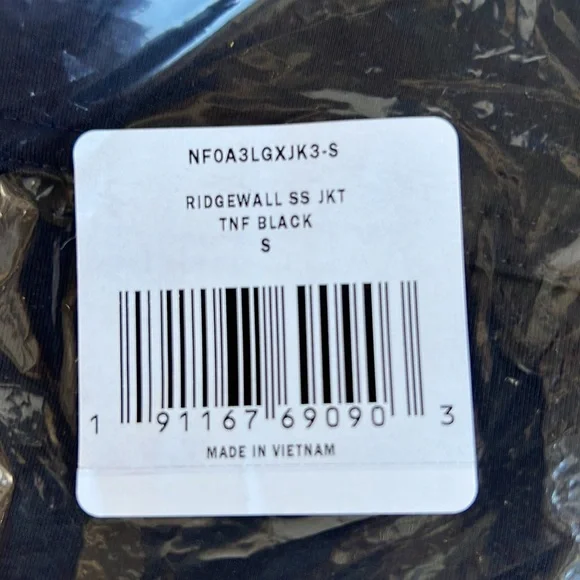 NF0A3LGXJK3-S
RIDGEWALL SS JKT
TNF BLACK
S
1 91167 69090 3
MADE IN VIETNAM